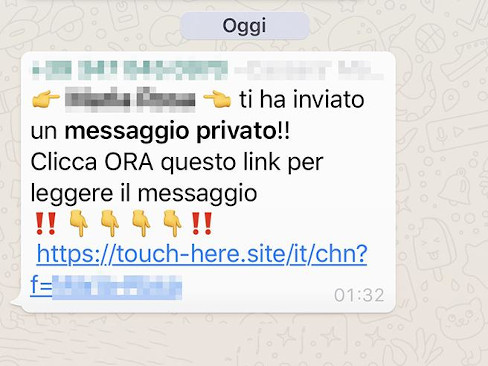 Oggi
👉 👈 ti ha inviato
un messaggio privato!!
Clicca ORA questo link per
leggere il messaggio
‼️👇👇👇👇‼️
https://touch-here.site/it/chn?
f=
01:32